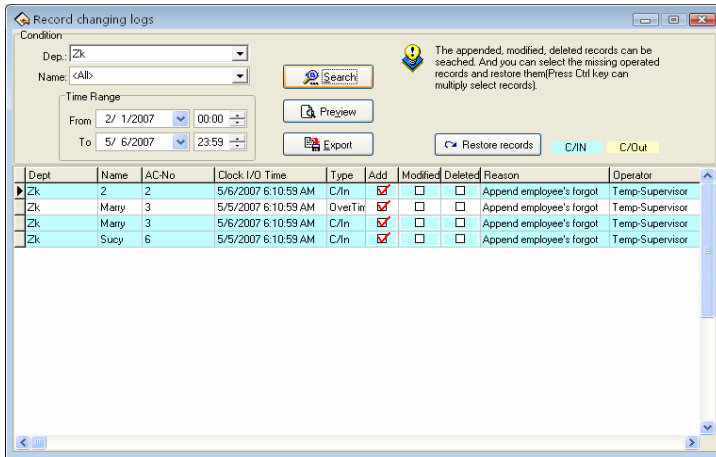 Record changing logs
Condition
Dep.: Zk
Name: <All>
Time Range
From 2/ 1/2007 00:00
To 5/ 6/2007 23:59
Search
Preview
Export
The appended, modified, deleted records can be
seached. And you can select the missing operated
records and restore them(Press Ctrl key can
multiply select records).
Restore records C/IN C/Out
Dept Name AC-No Clock I/O Time Type Add Modified Deleted Reason Operator
Zk 2 2 5/6/2007 6:10:59 AM C/In Append employee's forgot Temp-Supervisor
Zk Marry 3 5/5/2007 6:10:59 AM OverTim Append employee's forgot Temp-Supervisor
Zk Marry 3 5/6/2007 6:10:59 AM C/In Append employee's forgot Temp-Supervisor
Zk Sucy 6 5/5/2007 6:10:59 AM C/In Append employee's forgot Temp-Supervisor